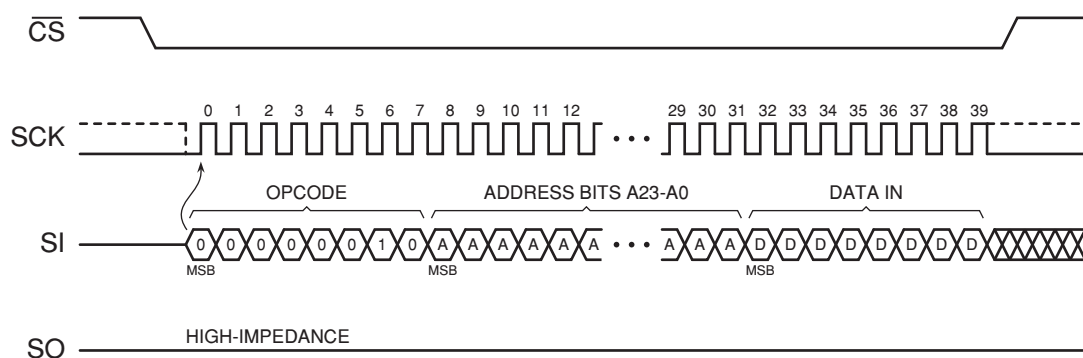 CS
0 1 2 3 4 5 6 7 8 9 10 11 12 29 30 31 32 33 34 35 36 37 38 39
SCK
OPCODE ADDRESS BITS A23-A0 DATA IN
SI 0 0 0 0 0 0 1 0 A A A A A A A A A D D D D D D D D
MSB MSB MSB
HIGH-IMPEDANCE
SO